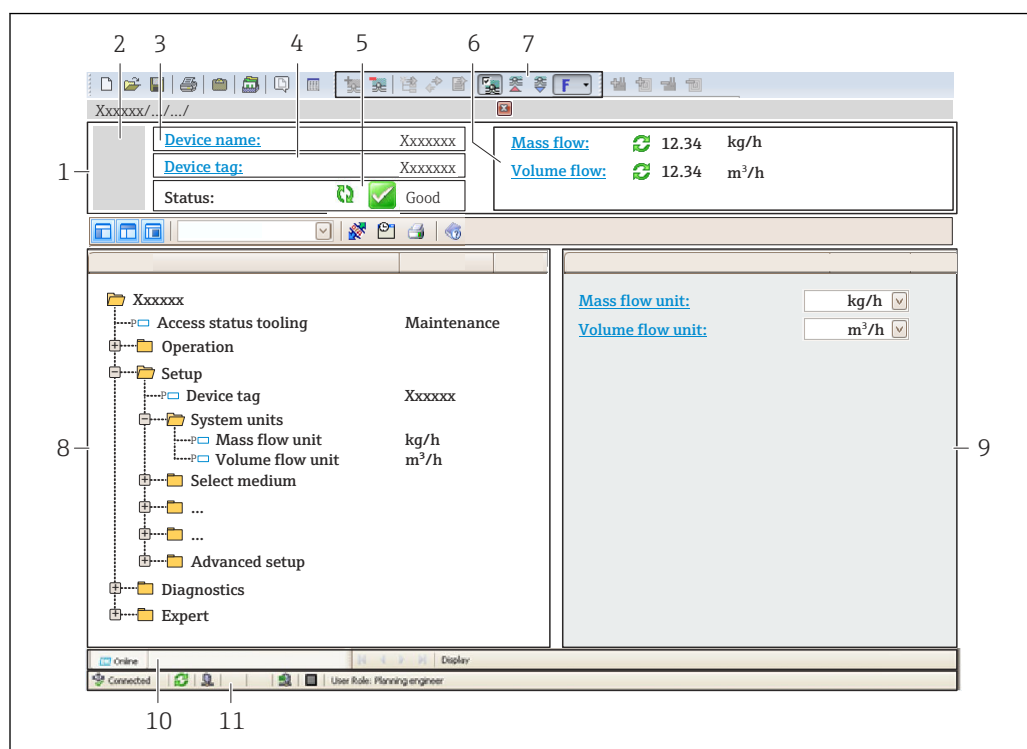 2 3 4 5 6 7
F
Xxxxxx/.../.../
1
Device name: Xxxxxxx
Device tag: Xxxxxxx
Status: Good
Mass flow: 12.34 kg/h
Volume flow: 12.34 m³/h
Xxxxxx
P Access status tooling Maintenance
Operation
Setup
P Device tag Xxxxxx
System units
P Mass flow unit kg/h
P Volume flow unit m³/h
Select medium
...
...
Advanced setup
Diagnostics
Expert
8
Mass flow unit: kg/h
Volume flow unit: m³/h
9
Online Display
Connected User Role: Planning engineer
10 11